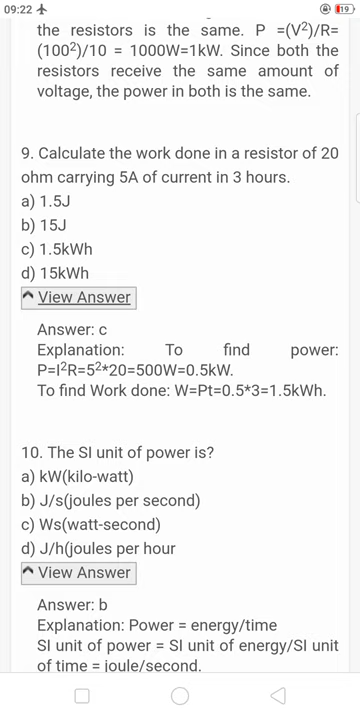 09:22
19
the resistors is the same. P =(V²)/R=
(100²)/10 = 1000W=1kW. Since both the
resistors receive the same amount of
voltage, the power in both is the same.
9. Calculate the work done in a resistor of 20
ohm carrying 5A of current in 3 hours.
a) 1.5J
b) 15J
c) 1.5kWh
d) 15kWh
View Answer
Answer: c
Explanation: To find power:
P=I²R=5²*20=500W=0.5kW.
To find Work done: W=Pt=0.5*3=1.5kWh.
10. The SI unit of power is?
a) kW(kilo-watt)
b) J/s(joules per second)
c) Ws(watt-second)
d) J/h(joules per hour
View Answer
Answer: b
Explanation: Power = energy/time
SI unit of power = SI unit of energy/SI unit
of time = joule/second.